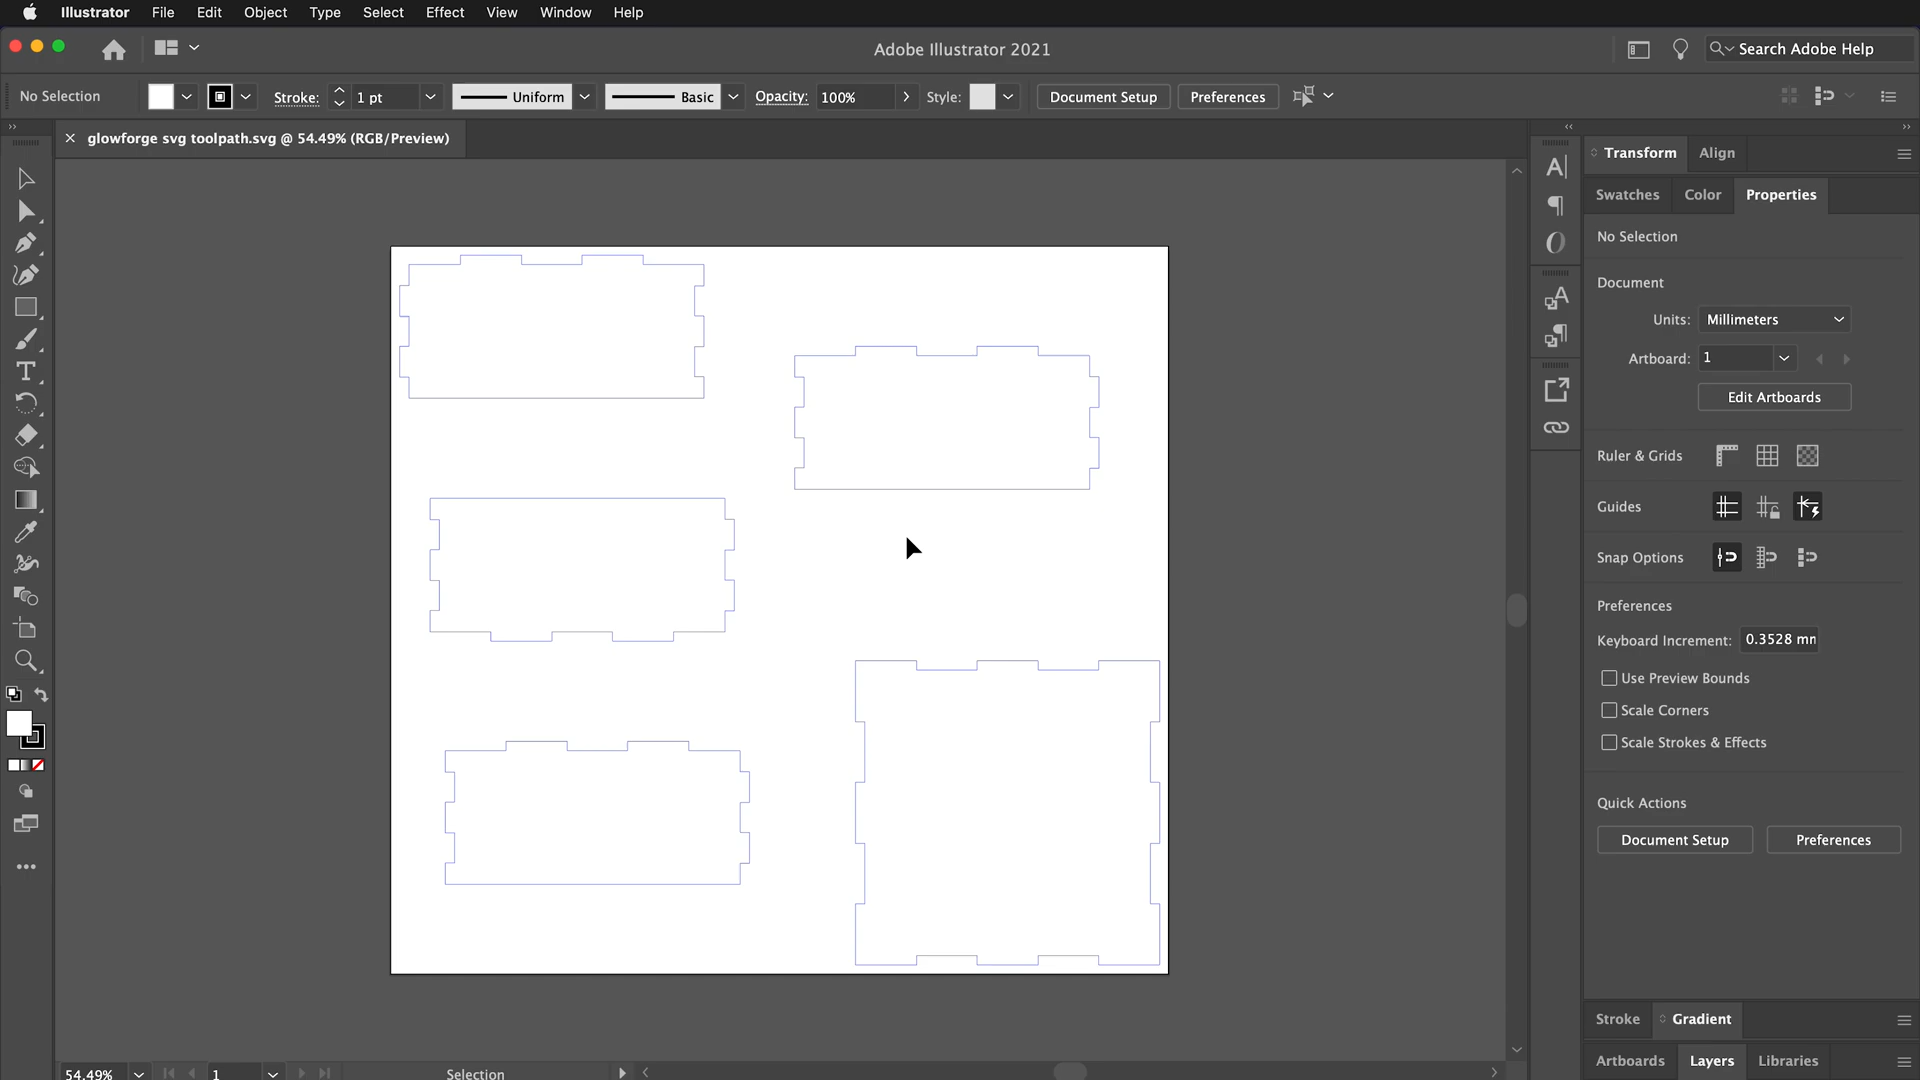 Illustrator File Edit Object Type Select Effect View Window Help
Adobe Illustrator 2021
Search Adobe Help
No Selection
Stroke: 1 pt
Uniform
Basic
Opacity: 100%
Style:
Document Setup
Preferences
glowforge svg toolpath.svg @ 54.49% (RGB/Preview)
Transform Align
Swatches Color Properties
No Selection
Document
Units: Millimeters
Artboard: 1
Edit Artboards
Ruler & Grids
Guides
Snap Options
Preferences
Keyboard Increment: 0.3528 mm
Use Preview Bounds
Scale Corners
Scale Strokes & Effects
Quick Actions
Document Setup Preferences
Stroke Gradient
Artboards Layers Libraries
54.49% 1 Selection